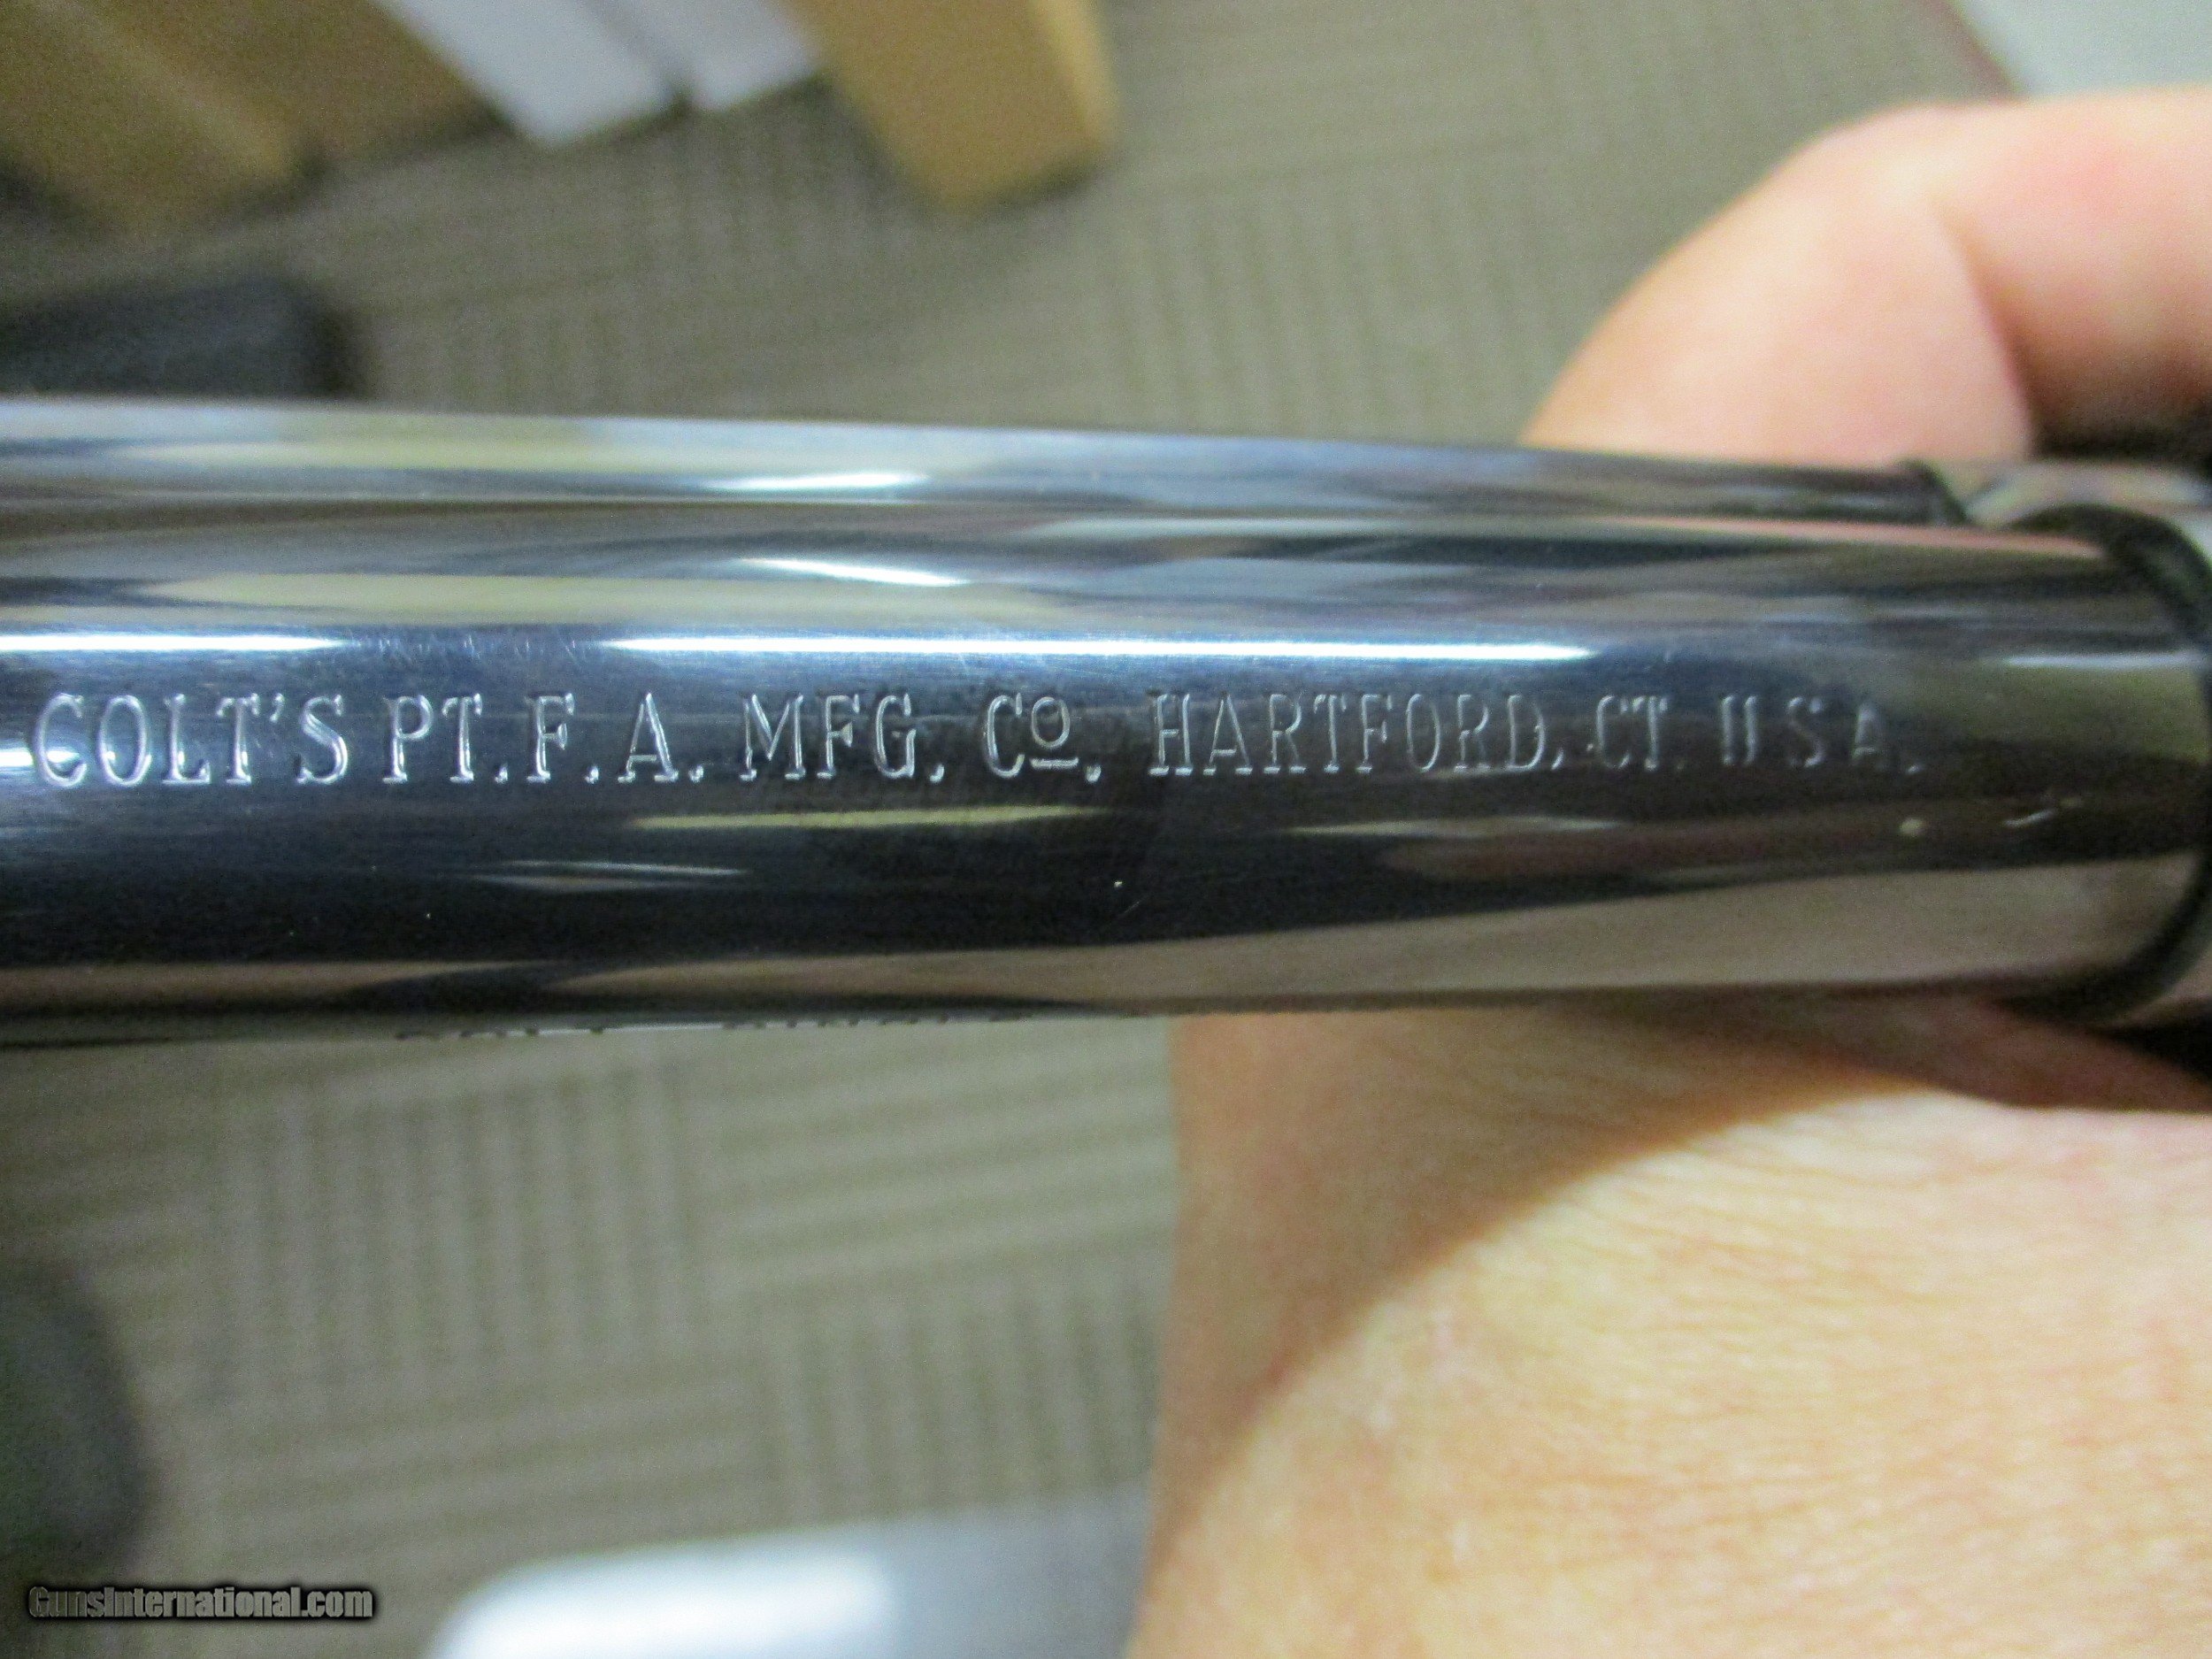 COLT'S PT. F. A. MFG. Cº. HARTFORD. CT. U S A.
GunsInternational.com